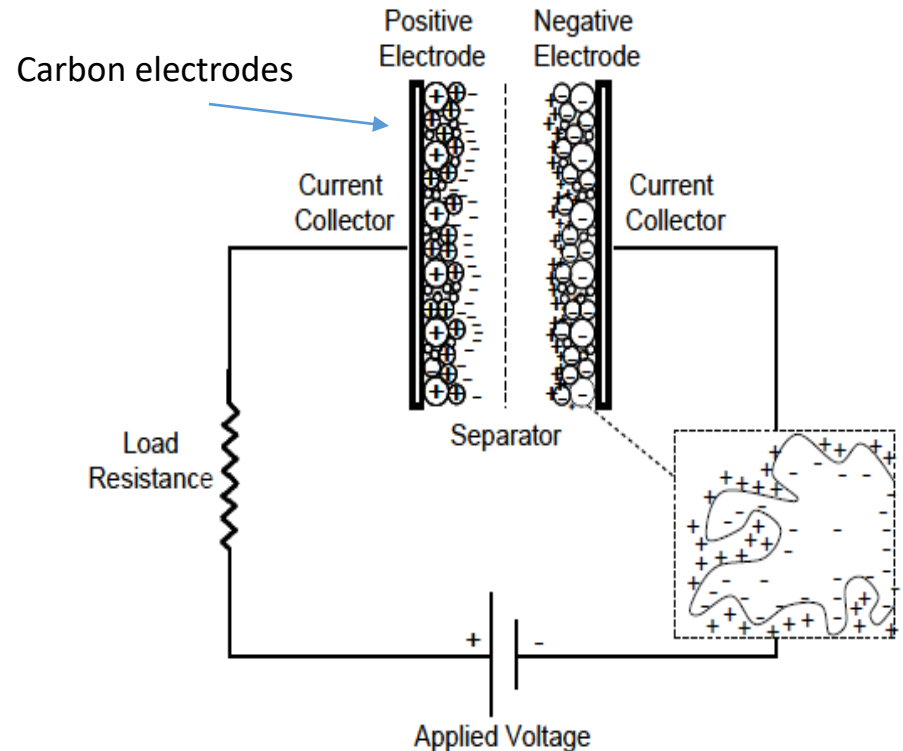 Positive
Electrode
Negative
Electrode
Carbon electrodes
Current
Collector
Current
Collector
Separator
Load
Resistance
+ -
Applied Voltage